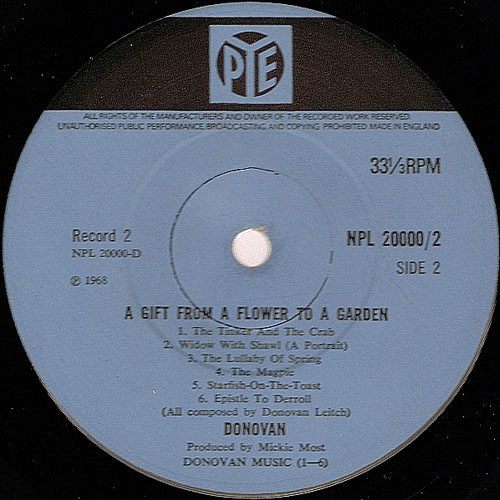 PYE
ALL RIGHTS OF THE MANUFACTURERS AND OWNER OF THE RECORDED WORK RESERVED.
UNAUTHORISED PUBLIC PERFORMANCE, BROADCASTING AND COPYING PROHIBITED MADE IN ENGLAND
33⅓RPM
Record 2
NPL 20000-D
℗ 1968
NPL 20000/2
SIDE 2
A GIFT FROM A FLOWER TO A GARDEN
1. The Tinker And The Crab
2. Widow With Shawl (A Portrait)
3. The Lullaby Of Spring
4. The Magpie
5. Starfish-On-The-Toast
6. Epistle To Derroll
(All composed by Donovan Leitch)
DONOVAN
Produced by Mickie Most
DONOVAN MUSIC (1—6)